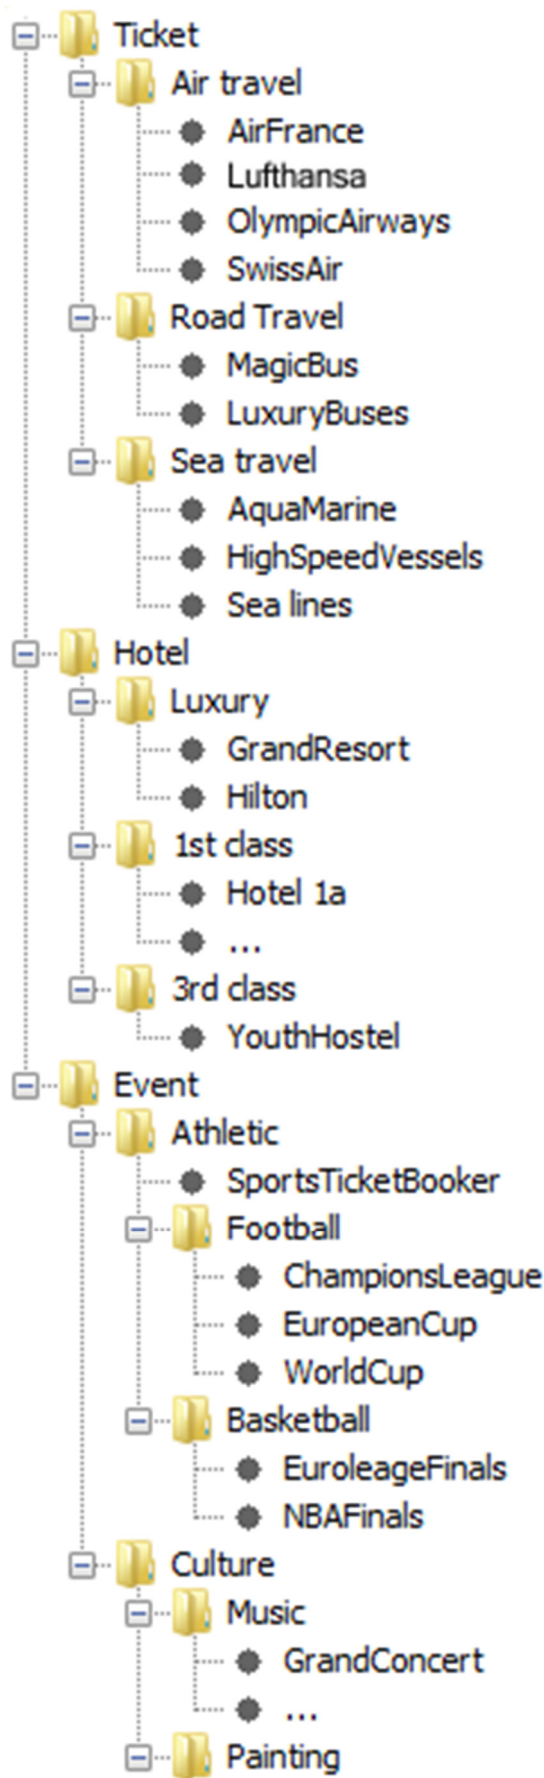 Ticket
Air travel
AirFrance
Lufthansa
OlympicAirways
SwissAir
Road Travel
MagicBus
LuxuryBuses
Sea travel
AquaMarine
HighSpeedVessels
Sea lines
Hotel
Luxury
GrandResort
Hilton
1st class
Hotel 1a
...
3rd class
YouthHostel
Event
Athletic
SportsTicketBooker
Football
ChampionsLeague
EuropeanCup
WorldCup
Basketball
EuroleageFinals
NBAFinals
Culture
Music
GrandConcert
...
Painting